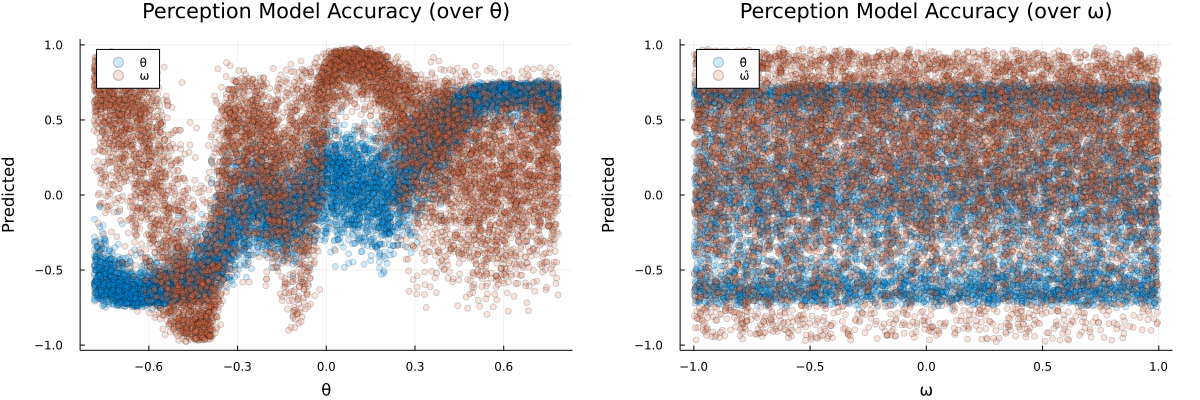 Perception Model Accuracy (over θ)
Predicted
1.0
0.5
0.0
−0.5
−1.0
θ
ω
−0.6
−0.3
0.0
0.3
0.6
θ
Perception Model Accuracy (over ω)
Predicted
1.0
0.5
0.0
−0.5
−1.0
θ̂
ω̂
−1.0
−0.5
0.0
0.5
1.0
ω